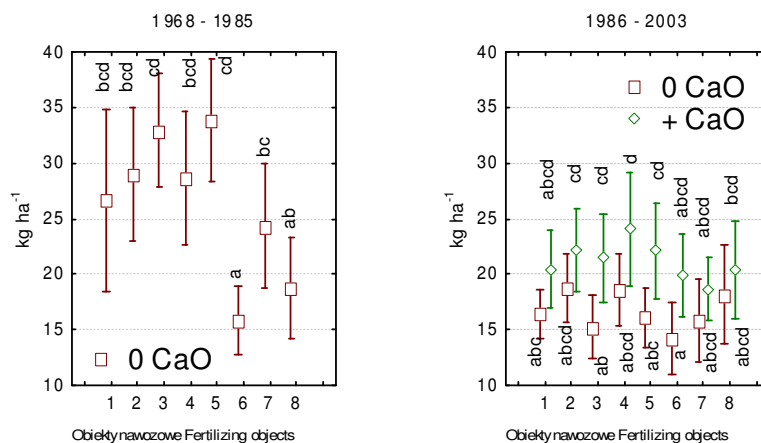 1968 - 1985
40
35
30
25
20
15
10
kg ha-1
bcd
bcd
cd
bcd
cd
a
bc
ab
0 CaO
1 2 3 4 5 6 7 8
Obiekty nawozowe Fertilizing objects
1986 - 2003
40
35
30
25
20
15
10
kg ha-1
0 CaO
+ CaO
abcd
cd
cd
d
cd
abcd
abcd
bcd
abc
abcd
ab
abcd
abc
a
abcd
abcd
1 2 3 4 5 6 7 8
Obiekty nawozowe Fertilizing objects